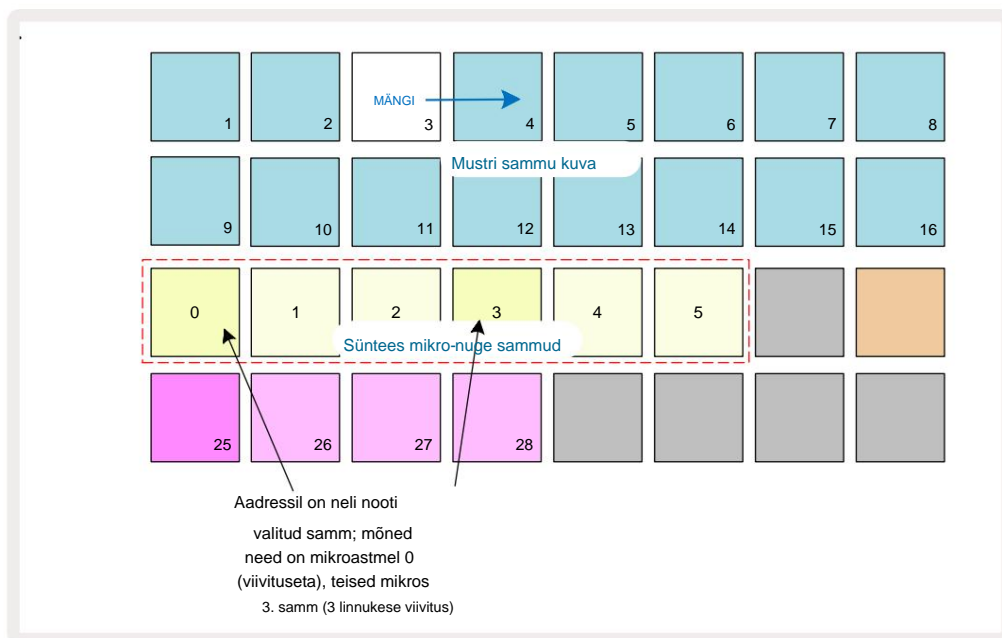 MÄNGI
1 2 3 4 5 6 7 8
Mustri sammu kuva
9 10 11 12 13 14 15 16
0 1 2 3 4 5
Süntees mikro-nuge sammud
25 26 27 28
Aadressil on neli nooti
valitud samm; mõned
need on mikroastmel 0
(viivituseta), teised mikros
3. samm (3 linnukese viivitus)